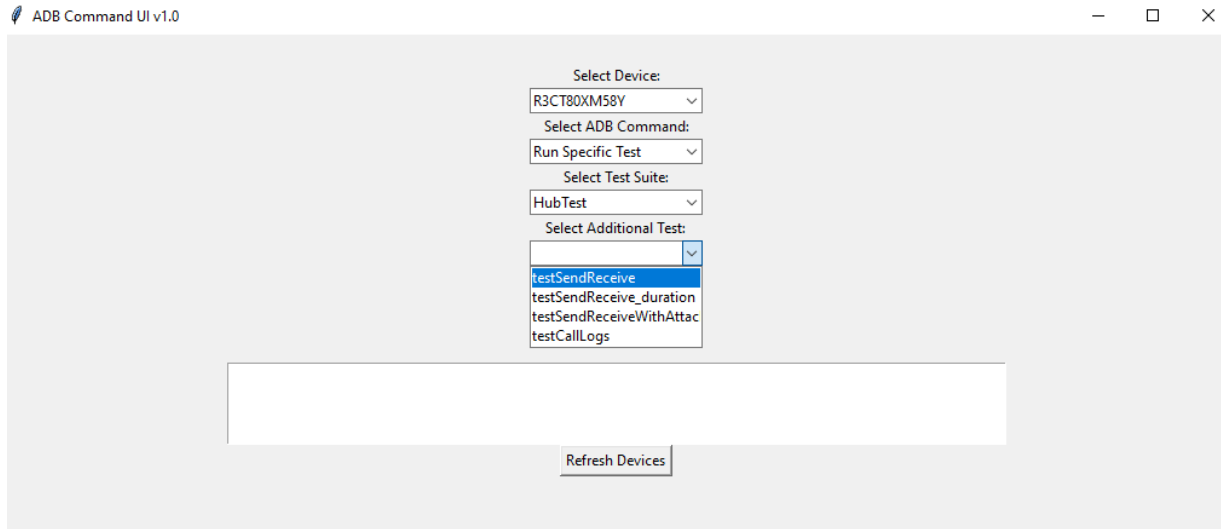 ADB Command UI v1.0
Select Device:
R3CT80XM58Y
Select ADB Command:
Run Specific Test
Select Test Suite:
HubTest
Select Additional Test:
testSendReceive
testSendReceive_duration
testSendReceiveWithAttac
testCallLogs
Refresh Devices